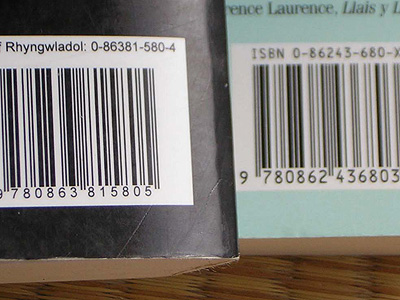 f Rhyngwladol: 0-86381-580-4
9 780863 815805
rence Laurence, Llais y L
ISBN 0-86243-680-X
9 780862 436803